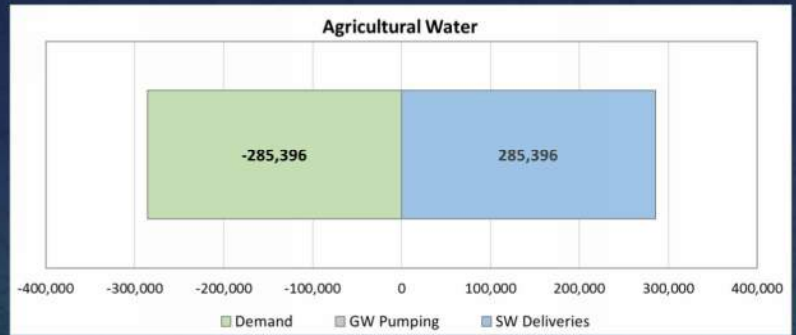 Agricultural Water
-285,396 285,396
-400,000 -300,000 -200,000 -100,000 0 100,000 200,000 300,000 400,000
Demand GW Pumping SW Deliveries